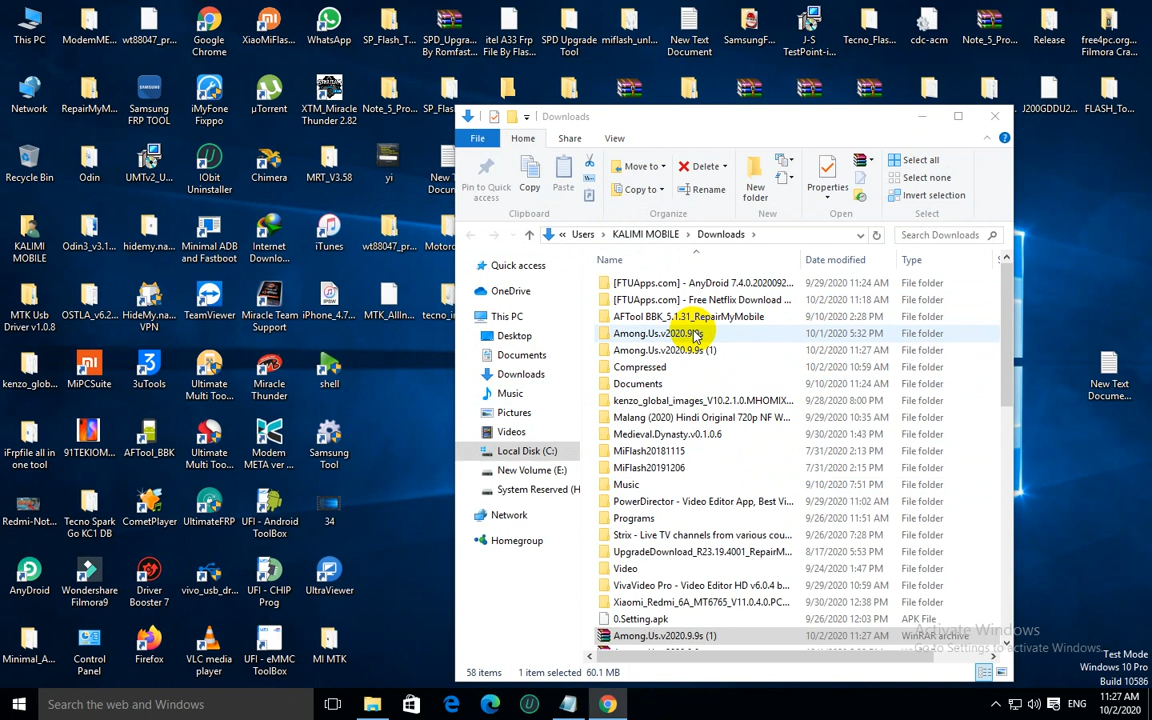 This PC
ModemME...
wt88047_pr...
Google
Chrome
XiaoMiFlas...
WhatsApp
SP_Flash_T...
SPD_Upgra...
By Romfast...
itel A33 Frp
File By Flas...
SPD Upgrade
Tool
miflash_unl...
New Text
Document
SamsungF...
J-S
TestPoint-i...
Tecno_Flas...
cdc-acm
Note_5_Pro...
Release
free4pc.org...
Filmora Cra...
Network
RepairMyM...
Samsung
FRP TOOL
iMyFone
Fixppo
µTorrent
XTM_Miracle
Thunder 2.82
Note_5_Pro...
SP_Flas
J200GDDU2...
FLASH_To...
Downloads
File
Home
Share
View
Recycle Bin
Odin
UMTv2_U...
IObit
Uninstaller
Chimera
MRT_V3.58
yi
New Te
Docum
Pin to Quick
access
Copy
Paste
Move to
Copy to
Delete
Rename
New
folder
Properties
Select all
Select none
Invert selection
Clipboard
Organize
New
Open
Select
KALIMI
MOBILE
Odin3_v3.1...
hidemy.na...
Minimal ADB
and Fastboot
Internet
Downlo...
iTunes
wt88047_pr...
Motoro
« Users
KALIMI MOBILE
Downloads
Search Downloads
Name
Date modified
Type
MTK Usb
Driver v1.0.8
OSTLA_v6.2...
HideMy.na...
VPN
TeamViewer
Miracle Team
Support
iPhone_4.7...
MTK_AllIn...
tecno_in
kenzo_glob...
MiPCSuite
3uTools
Ultimate
Multi Too...
Miracle
Thunder
shell
New Text
Docume...
iFrpfile all in
one tool
91TEKIOM...
AFTool_BBK
Ultimate
Multi Too...
Modem
META ver ...
Samsung
Tool
Redmi-Not...
Tecno Spark
Go KC1 DB
CometPlayer
UltimateFRP
UFI - Android
ToolBox
34
AnyDroid
Wondershare
Filmora9
Driver
Booster 7
vivo_usb_dr...
UFI - CHIP
Prog
UltraViewer
Minimal_A...
Control
Panel
Firefox
VLC media
player
UFI - eMMC
ToolBox
MI MTK
Quick access
OneDrive
This PC
Desktop
Documents
Downloads
Music
Pictures
Videos
Local Disk (C:)
New Volume (E:)
System Reserved (H
Network
Homegroup
[FTUApps.com] - AnyDroid 7.4.0.2020092... 9/29/2020 11:24 AM File folder
[FTUApps.com] - Free Netflix Download ... 10/2/2020 11:18 AM File folder
AFTool BBK_5.1.31_RepairMyMobile 9/10/2020 2:28 PM File folder
Among.Us.v2020.9.9s 10/1/2020 5:32 PM File folder
Among.Us.v2020.9.9s (1) 10/2/2020 11:27 AM File folder
Compressed 10/2/2020 10:59 AM File folder
Documents 9/10/2020 11:24 AM File folder
kenzo_global_images_V10.2.1.0.MHOMIX... 9/28/2020 8:00 PM File folder
Malang (2020) Hindi Original 720p NF W... 9/29/2020 10:35 AM File folder
Medieval.Dynasty.v0.1.0.6 9/30/2020 1:43 PM File folder
MiFlash20181115 7/31/2020 2:13 PM File folder
MiFlash20191206 7/31/2020 2:15 PM File folder
Music 9/10/2020 7:51 PM File folder
PowerDirector - Video Editor App, Best Vi... 9/29/2020 11:02 AM File folder
Programs 9/26/2020 11:51 AM File folder
Strix - Live TV channels from various cou... 9/26/2020 7:28 PM File folder
UpgradeDownload_R23.19.4001_RepairM... 8/17/2020 5:53 PM File folder
Video 9/24/2020 1:47 PM File folder
VivaVideo Pro - Video Editor HD v6.0.4 b... 9/29/2020 10:59 AM File folder
Xiaomi_Redmi_6A_MT6765_V11.0.4.0.PC... 9/30/2020 12:38 PM File folder
0.Setting.apk 9/26/2020 12:03 PM APK File
Among.Us.v2020.9.9s (1) 10/2/2020 11:27 AM WinRAR archive
58 items 1 item selected 60.1 MB
Activate Windows
Go to Settings to activate Windows.
Test Mode
Windows 10 Pro
Build 10586
Search the web and Windows
ENG
11:27 AM
10/2/2020